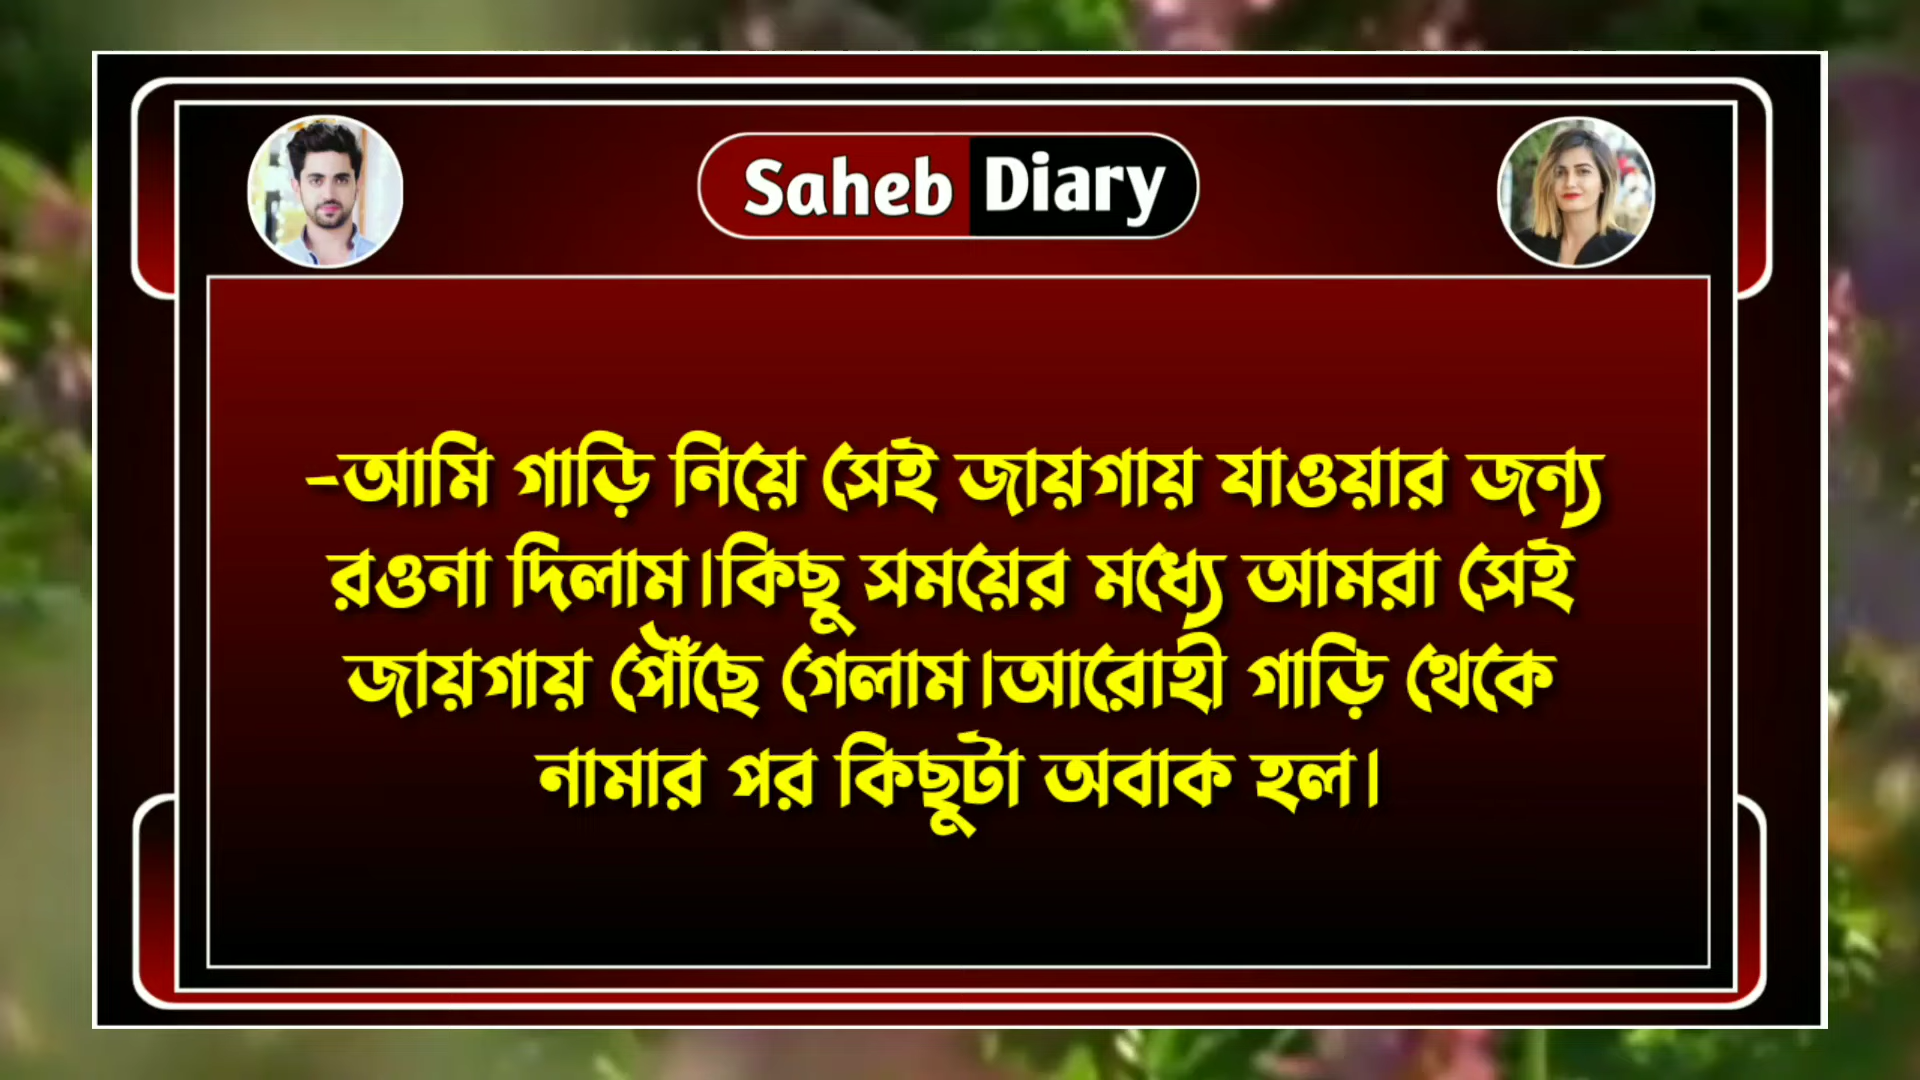 Saheb Diary
-আমি গাড়ি নিয়ে সেই জায়গায় যাওয়ার জন্য
রওনা দিলাম।কিছু সময়ের মধ্যে আমরা সেই
জায়গায় পৌঁছে গেলাম।আরোহী গাড়ি থেকে
নামার পর কিছুটা অবাক হল।